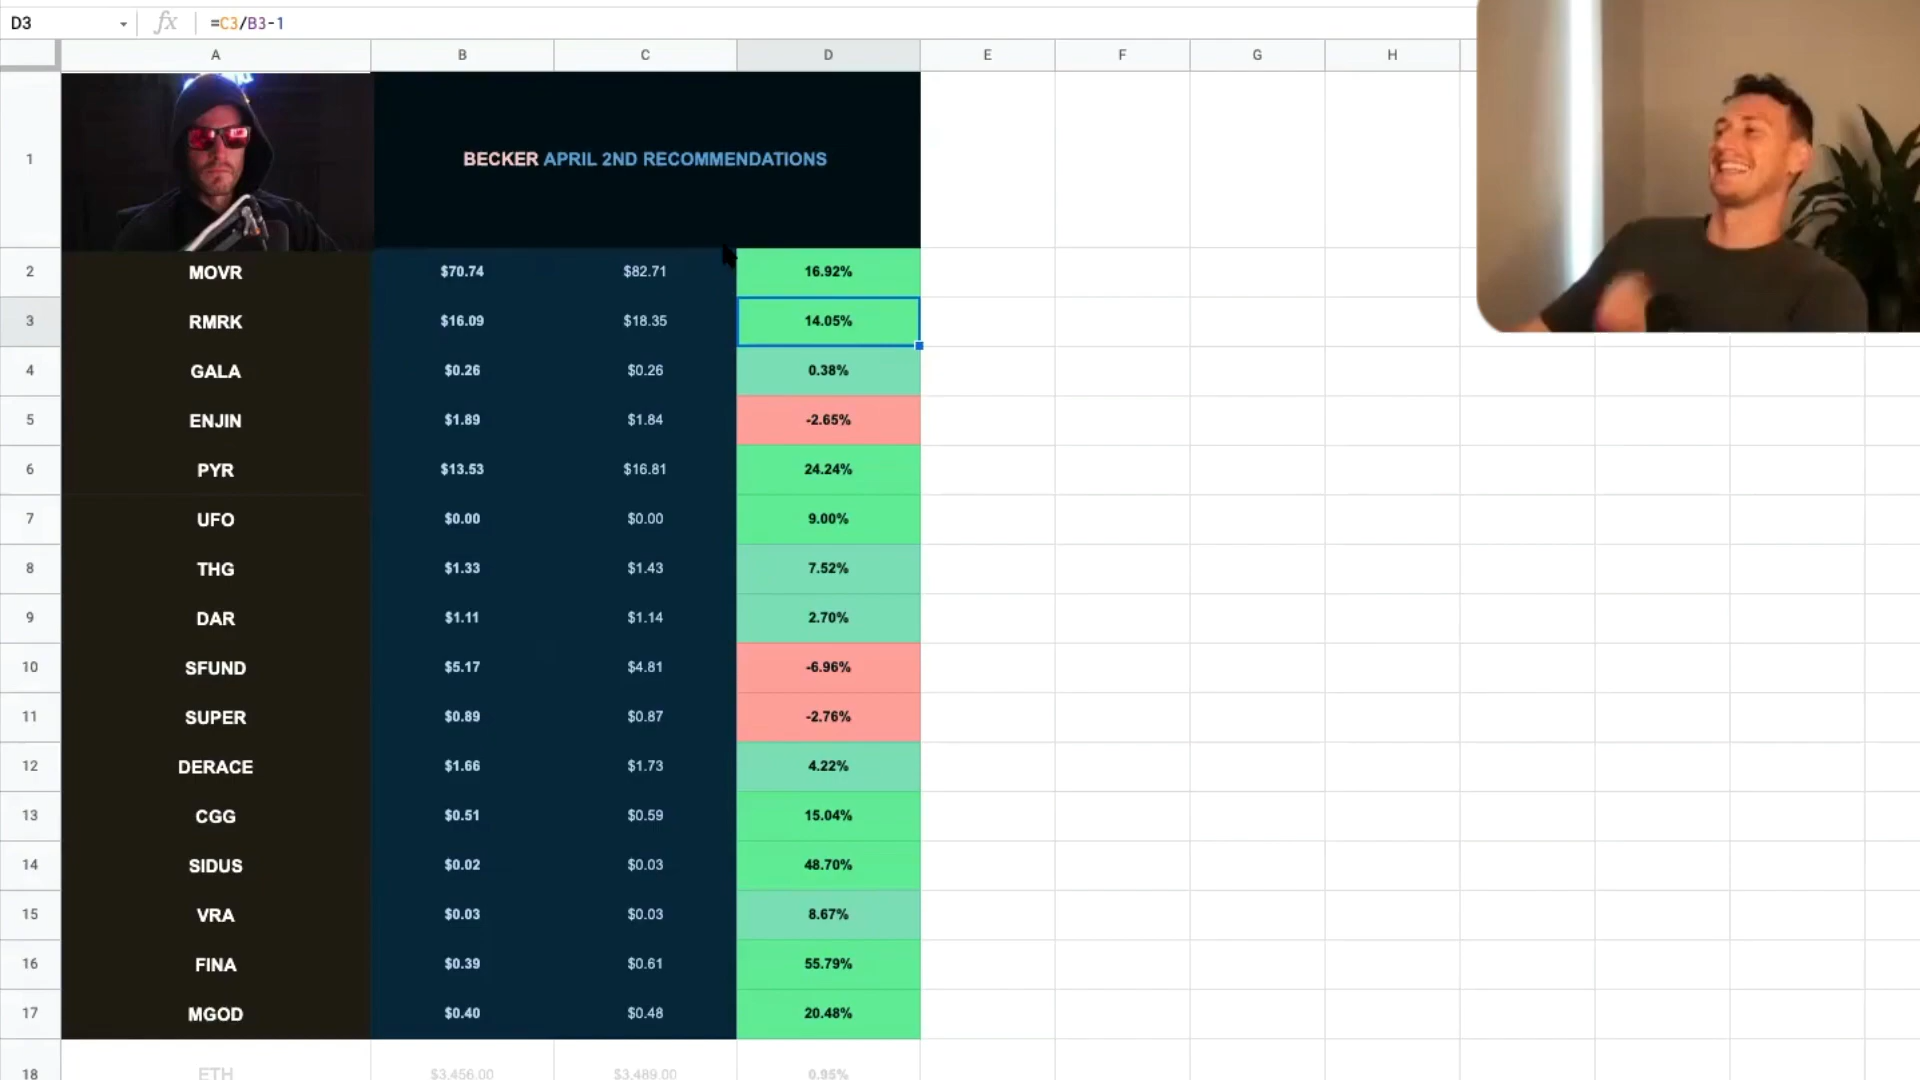 D3 fx =C3/B3-1
A B C D E F G H
1 BECKER APRIL 2ND RECOMMENDATIONS
2 MOVR $70.74 $82.71 16.92%
3 RMRK $16.09 $18.35 14.05%
4 GALA $0.26 $0.26 0.38%
5 ENJIN $1.89 $1.84 -2.65%
6 PYR $13.53 $16.81 24.24%
7 UFO $0.00 $0.00 9.00%
8 THG $1.33 $1.43 7.52%
9 DAR $1.11 $1.14 2.70%
10 SFUND $5.17 $4.81 -6.96%
11 SUPER $0.89 $0.87 -2.76%
12 DERACE $1.66 $1.73 4.22%
13 CGG $0.51 $0.59 15.04%
14 SIDUS $0.02 $0.03 48.70%
15 VRA $0.03 $0.03 8.67%
16 FINA $0.39 $0.61 55.79%
17 MGOD $0.40 $0.48 20.48%
18 ETH $3,456.00 $3,489.00 0.95%